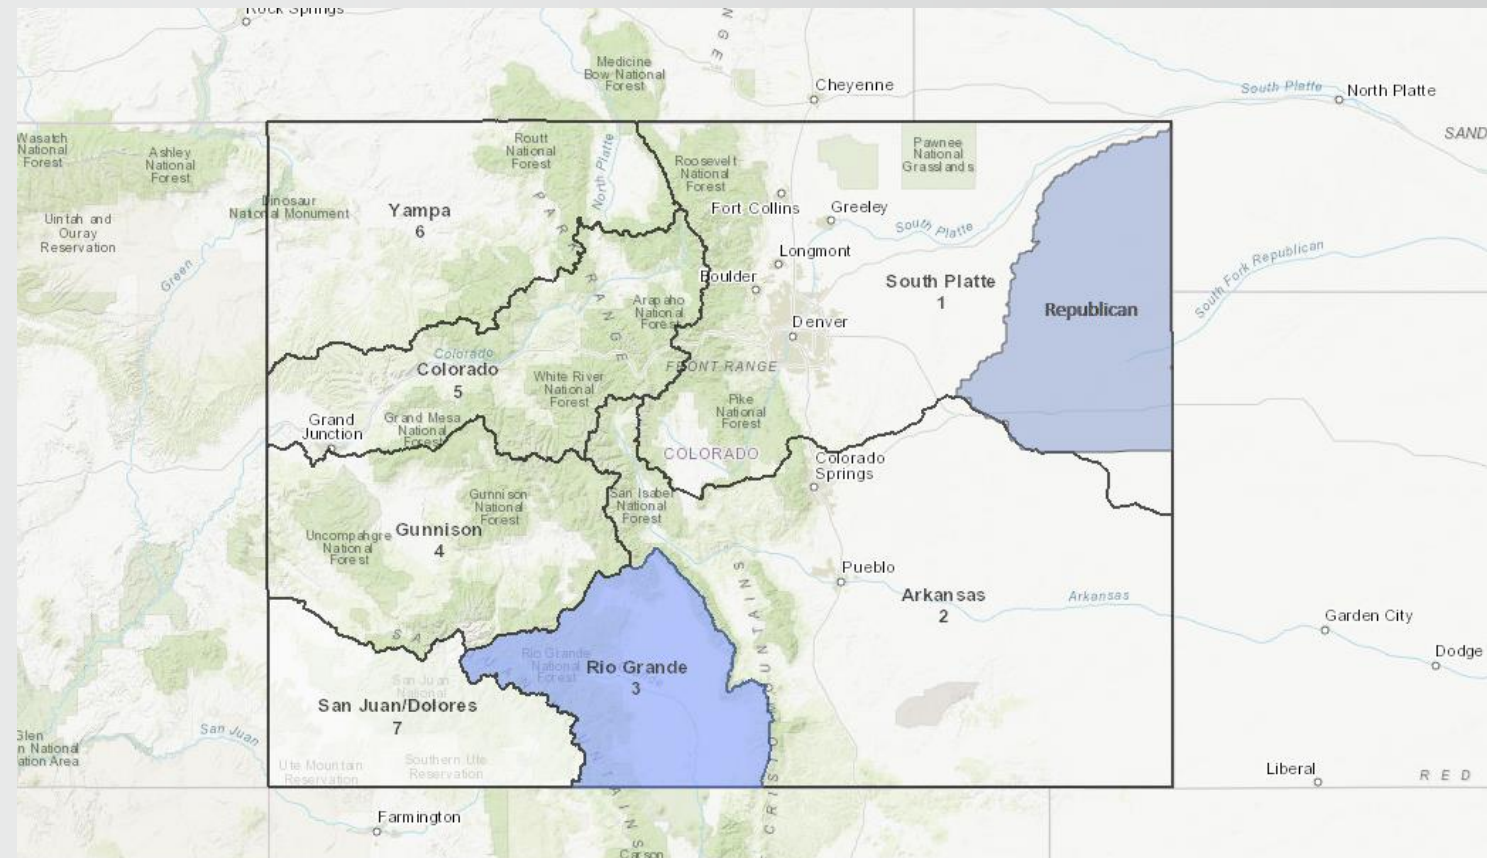 Rock Springs
Medicine
Bow National
Forest
Cheyenne
South Platte
North Platte
SAND
Wasatch
National
Forest
Ashley
National
Forest
Routt
National
Forest
North Platte
Roosevelt
National
Forest
Pawnee
National
Grasslands
Dinosaur
National Monument
Uintah and
Ouray
Reservation
Yampa
6
PARK RANGE
Fort Collins
Greeley
South Platte
Longmont
South Fork Republican
Green
Boulder
South Platte
1
Republican
Arapaho
National
Forest
Denver
Colorado
Colorado
5
FRONT RANGE
White River
National
Forest
Pike
National
Forest
Grand
Junction
Grand Mesa
National
Forest
COLORADO
Colorado
Springs
Gunnison
National
Forest
San Isabel
National
Forest
Uncompahgre
National
Forest
Gunnison
4
Pueblo
Arkansas
2
Arkansas
Garden City
Dodge
Rio Grande
National
Forest
Rio Grande
3
San Juan
National
San Juan/Dolores
7
San Juan
Glen
n National
ation Area
Ute Mountain
Reservation
Southern Ute
Reservation
Liberal
RED
Farmington
Carson